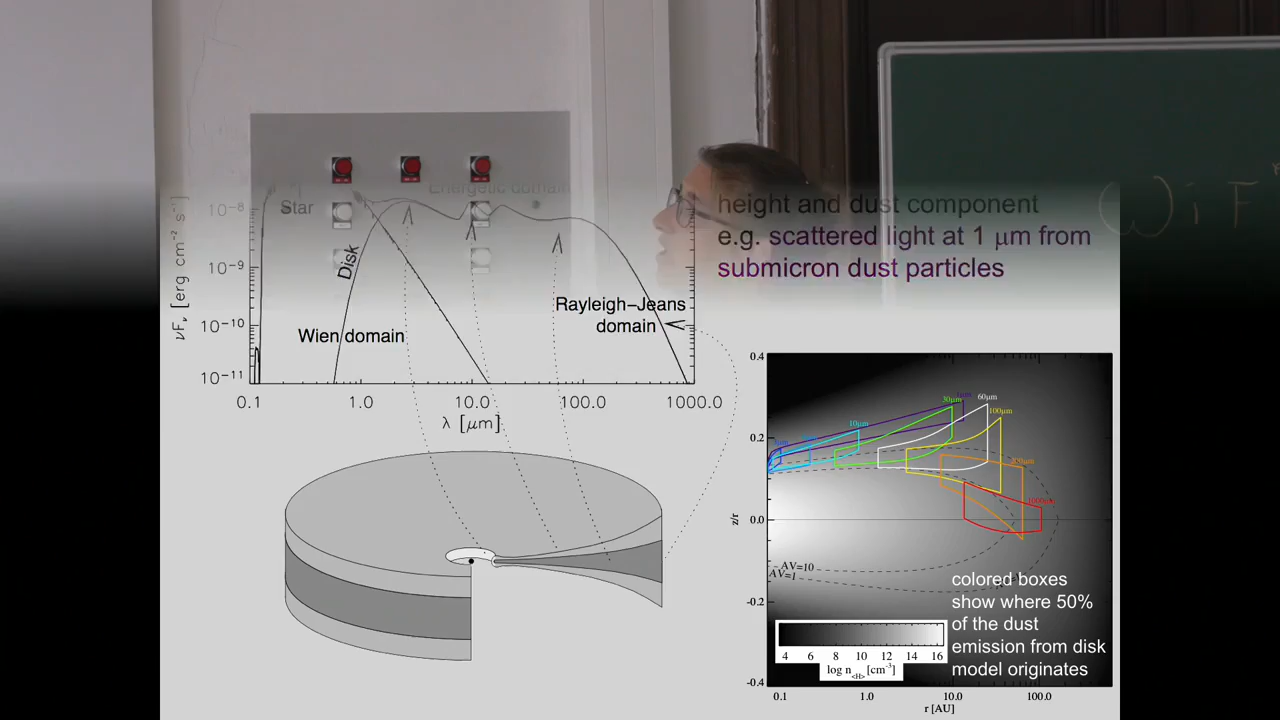 W i F
Energetic domain
height and dust component
e.g. scattered light at 1 μm from
submicron dust particles
Star
Disk
Wien domain
Rayleigh−Jeans
domain
νFν [erg cm⁻² s⁻¹]
10⁻⁸
10⁻⁹
10⁻¹⁰
10⁻¹¹
0.1 1.0 10.0 100.0 1000.0
λ [μm]
0.4
0.2
0.0
-0.2
-0.4
z/r
10μm
30μm
60μm
100μm
200μm
1000μm
AV=10
AV=1
colored boxes
show where 50%
of the dust
emission from disk
model originates
4 6 8 10 12 14 16
log n<H> [cm⁻³]
0.1 1.0 10.0 100.0
r [AU]